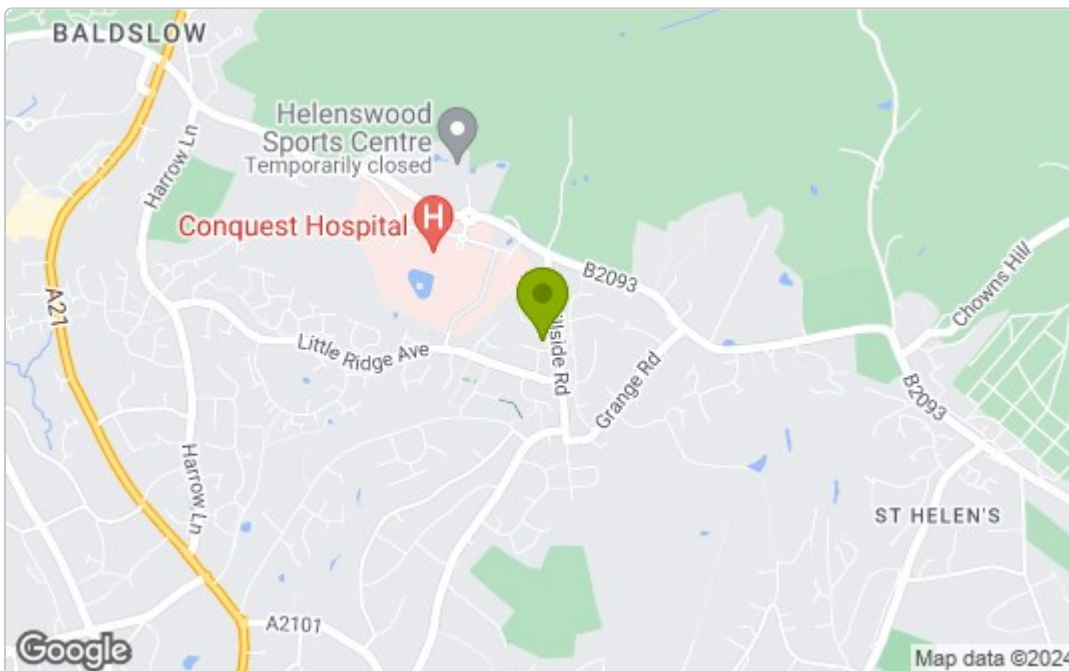 BALDSLOW
Harrow Ln
Helenswood
Sports Centre
Temporarily closed
Conquest Hospital
H
B2093
Chowns Hill
A21
Little Ridge Ave
Grange Rd
B2093
Harrow Ln
ST HELEN'S
A2101
Google
Map data ©2024